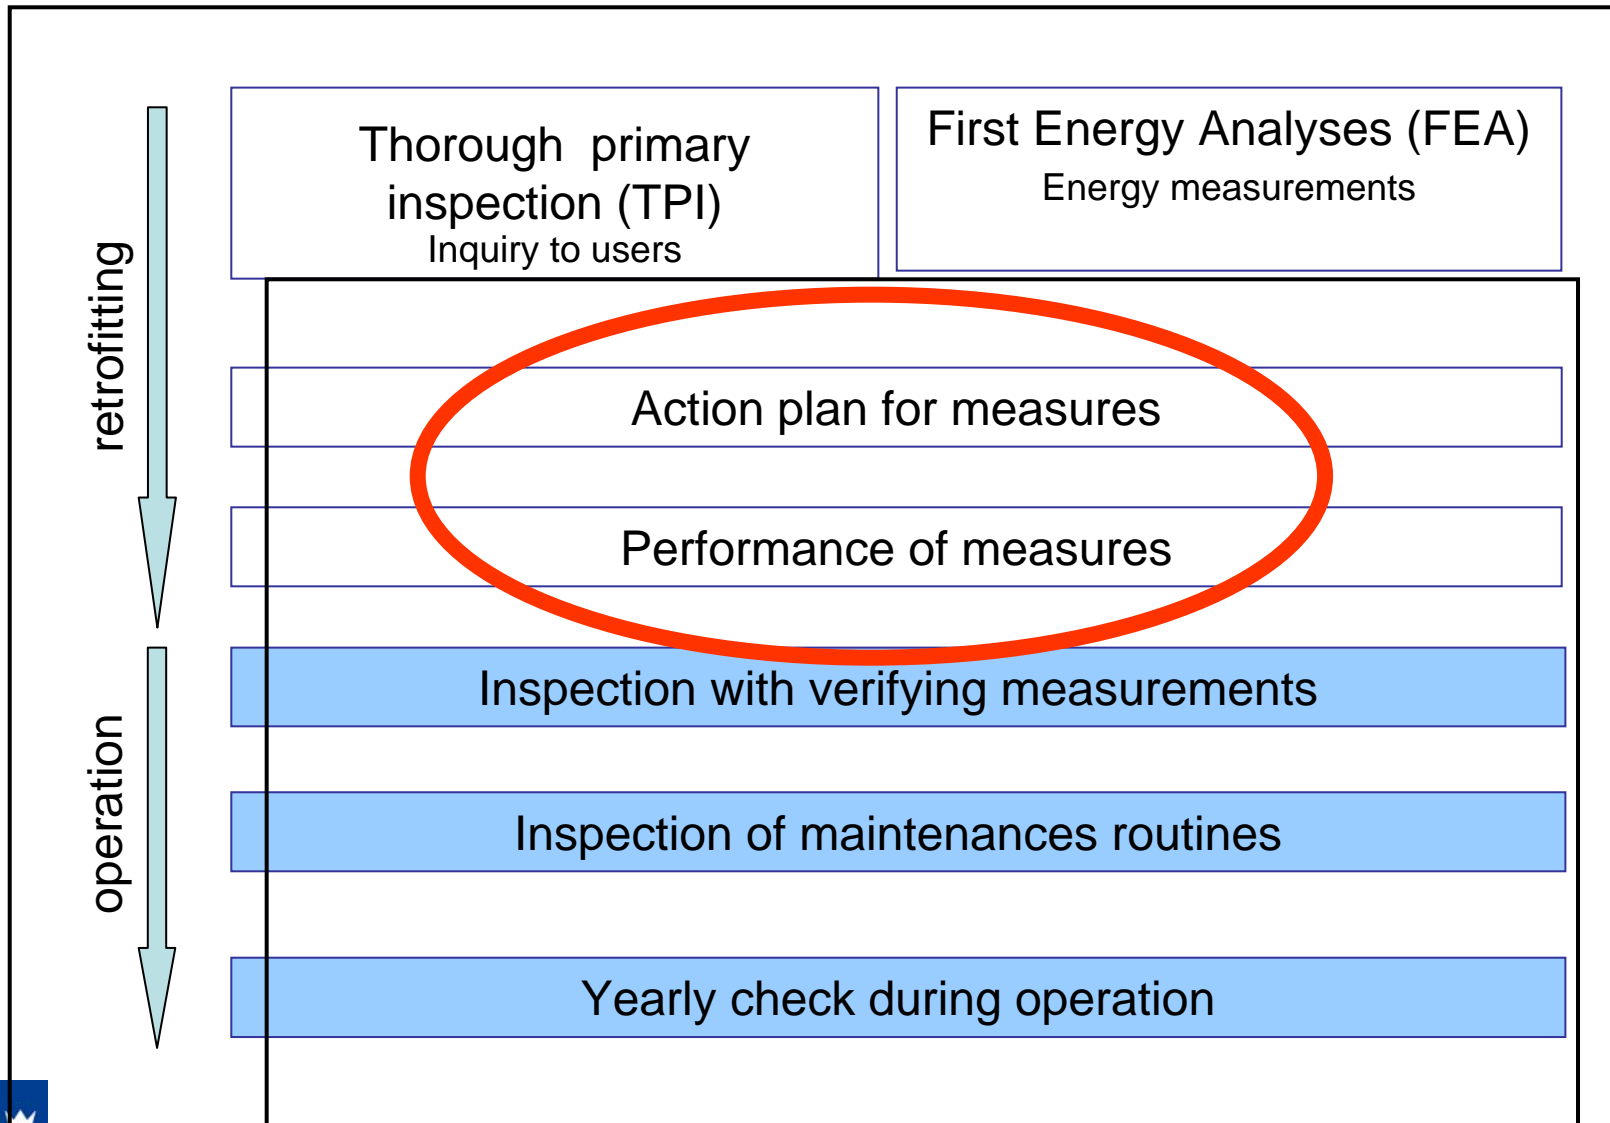 Thorough primary
inspection (TPI)
Inquiry to users
First Energy Analyses (FEA)
Energy measurements
retrofitting
Action plan for measures
Performance of measures
operation
Inspection with verifying measurements
Inspection of maintenances routines
Yearly check during operation